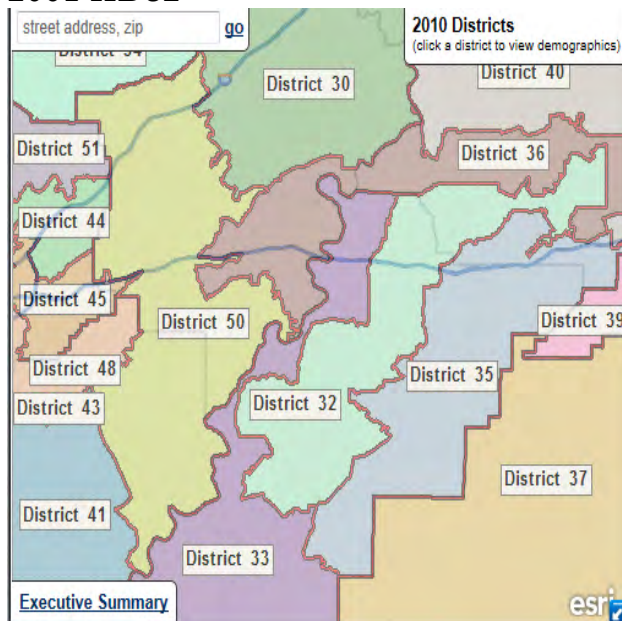 street address, zip
go
2010 Districts
(click a district to view demographics)
District 30
District 40
District 51
District 36
District 44
District 45
District 50
District 39
District 48
District 35
District 32
District 43
District 37
District 41
District 33
Executive Summary
esri